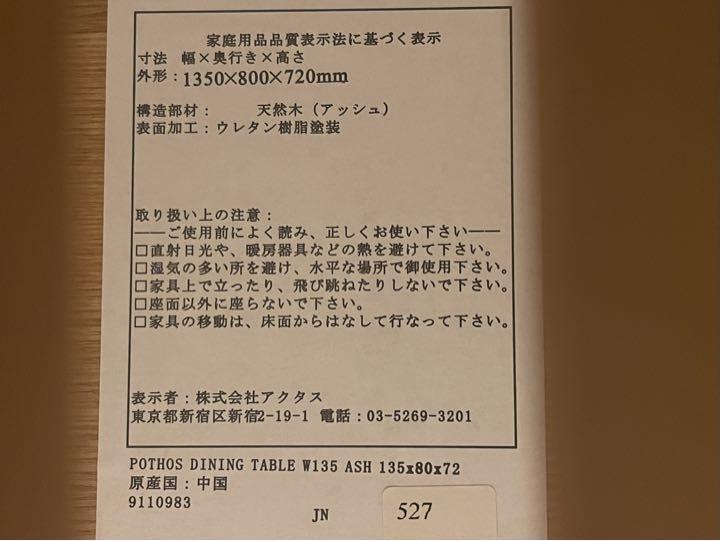 家庭用品品質表示法に基づく表示
寸法 幅×奥行き×高さ
外形：1350×800×720mm
構造部材： 天然木（アッシュ）
表面加工：ウレタン樹脂塗装
取り扱い上の注意：
――ご使用前によく読み、正しくお使い下さい――
□直射日光や、暖房器具などの熱を避けて下さい。
□湿気の多い所を避け、水平な場所で御使用下さい。
□家具上で立ったり、飛び跳ねたりしないで下さい。
□座面以外に座らないで下さい。
□家具の移動は、床面からはなして行なって下さい。
表示者：株式会社アクタス
東京都新宿区新宿2-19-1 電話：03-5269-3201
POTHOS DINING TABLE W135 ASH 135x80x72
原産国：中国
9110983
JN 527